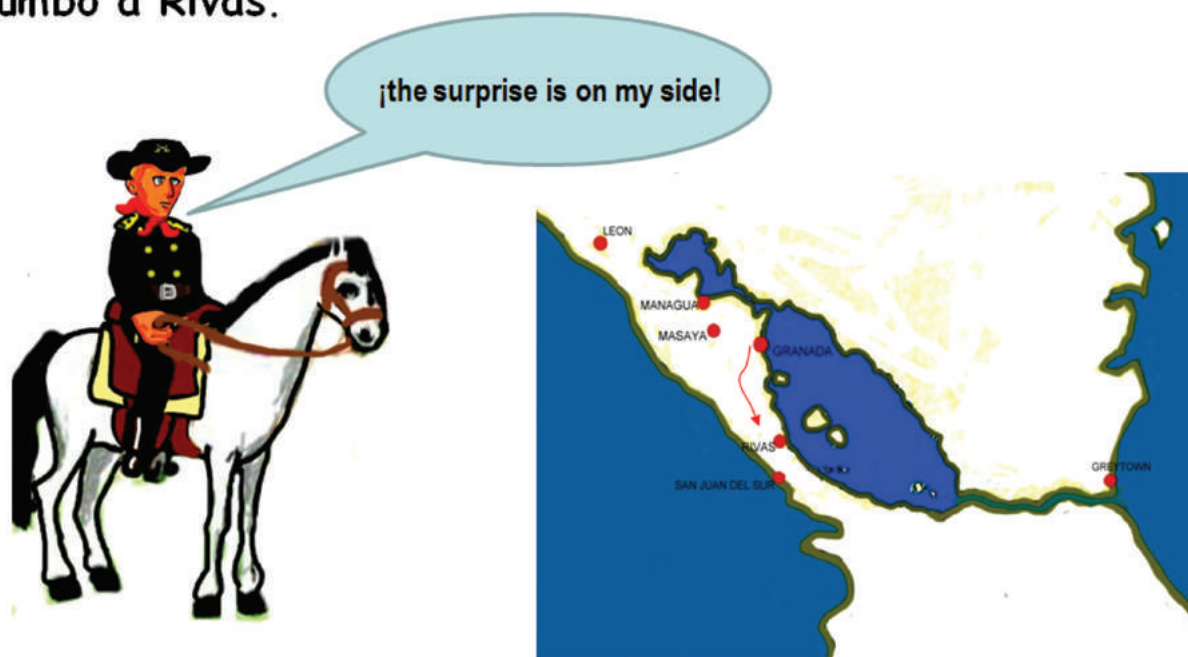 umbo a Rivas.
¡the surprise is on my side!
LEON
MANAGUA
MASAYA
GRANADA
RIVAS
SAN JUAN DEL SUR
GREYTOWN